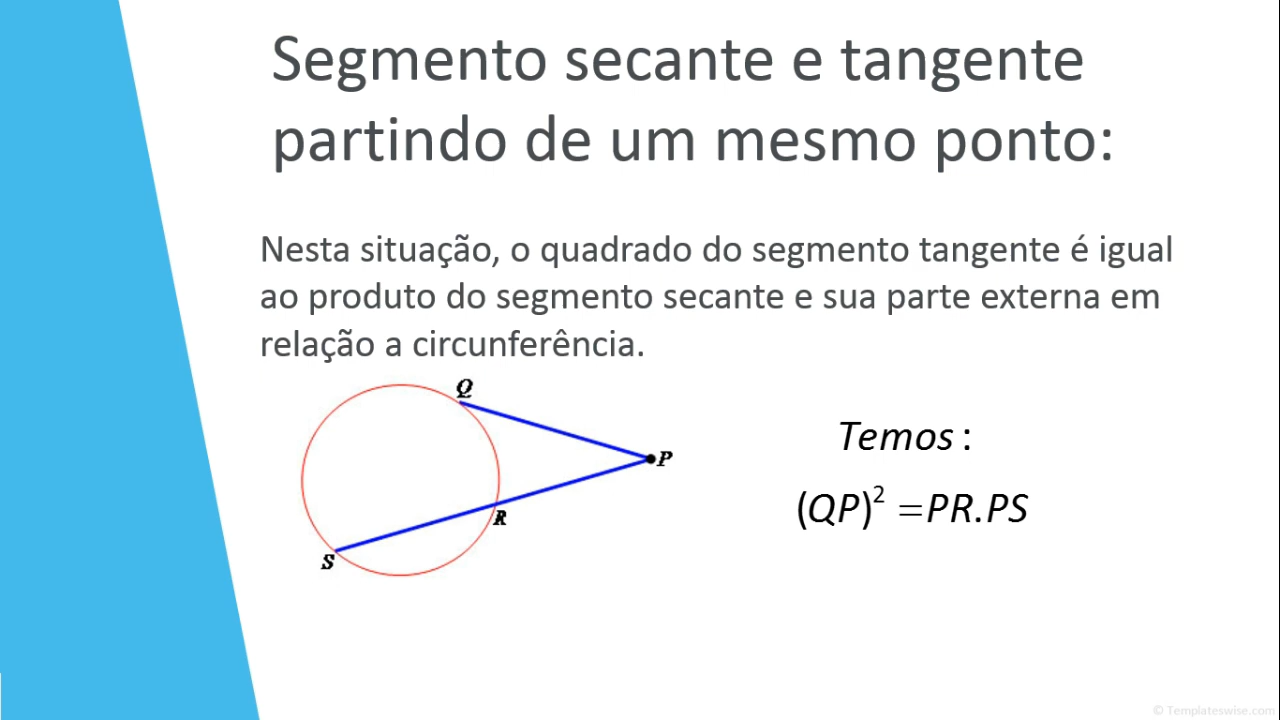 Segmento secante e tangente
partindo de um mesmo ponto:
Nesta situação, o quadrado do segmento tangente é igual
ao produto do segmento secante e sua parte externa em
relação a circunferência.
Q
P
R
S
Temos :
(QP)² =PR.PS
© Templateswise.com